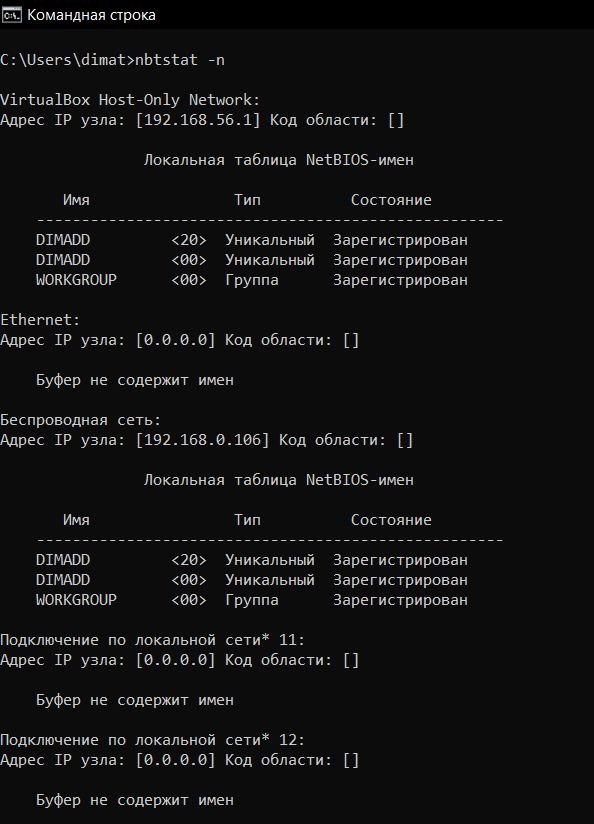 Командная строка
C:\Users\dimat>nbtstat -n
VirtualBox Host-Only Network:
Адрес IP узла: [192.168.56.1] Код области: []
Локальная таблица NetBIOS-имен
Имя Тип Состояние
----------------------------------------------------
DIMADD <20> Уникальный Зарегистрирован
DIMADD <00> Уникальный Зарегистрирован
WORKGROUP <00> Группа Зарегистрирован
Ethernet:
Адрес IP узла: [0.0.0.0] Код области: []
Буфер не содержит имен
Беспроводная сеть:
Адрес IP узла: [192.168.0.106] Код области: []
Локальная таблица NetBIOS-имен
Имя Тип Состояние
----------------------------------------------------
DIMADD <20> Уникальный Зарегистрирован
DIMADD <00> Уникальный Зарегистрирован
WORKGROUP <00> Группа Зарегистрирован
Подключение по локальной сети* 11:
Адрес IP узла: [0.0.0.0] Код области: []
Буфер не содержит имен
Подключение по локальной сети* 12:
Адрес IP узла: [0.0.0.0] Код области: []
Буфер не содержит имен